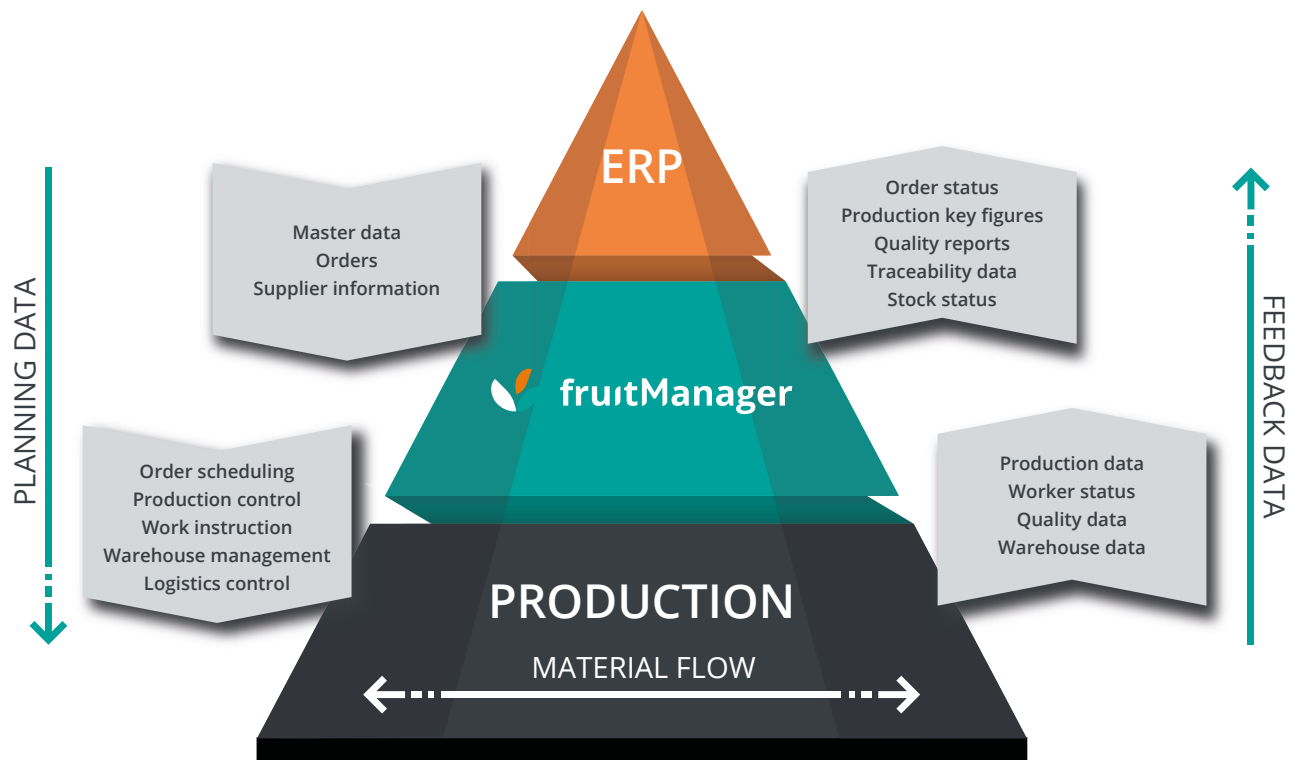 ERP
Master data
Orders
Supplier information
Order status
Production key figures
Quality reports
Traceability data
Stock status
PLANNING DATA
FEEDBACK DATA
fruitManager
Order scheduling
Production control
Work instruction
Warehouse management
Logistics control
Production data
Worker status
Quality data
Warehouse data
PRODUCTION
MATERIAL FLOW